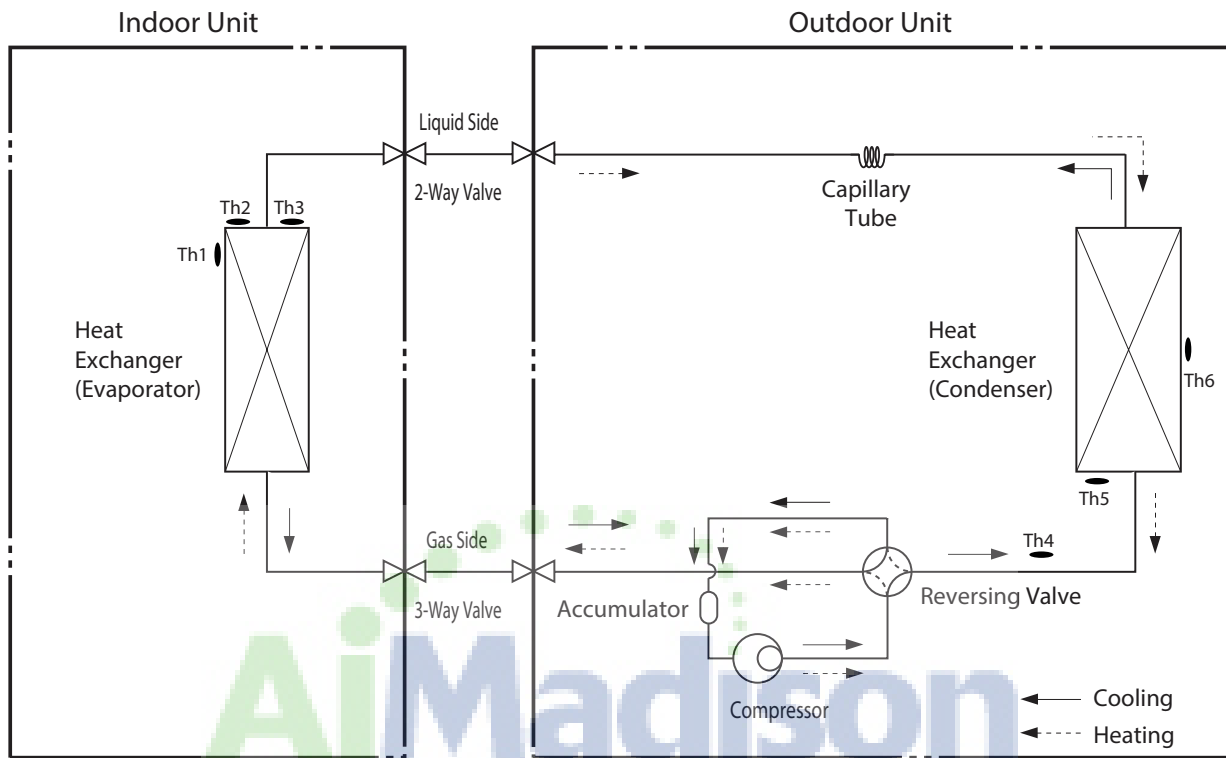 Indoor Unit
Outdoor Unit
Liquid Side
2-Way Valve
Capillary
Tube
Th2
Th3
Th1
Heat
Exchanger
(Evaporator)
Heat
Exchanger
(Condenser)
Th6
Th5
Th4
Gas Side
3-Way Valve
Accumulator
Reversing Valve
Compressor
Cooling
Heating
AiMadison